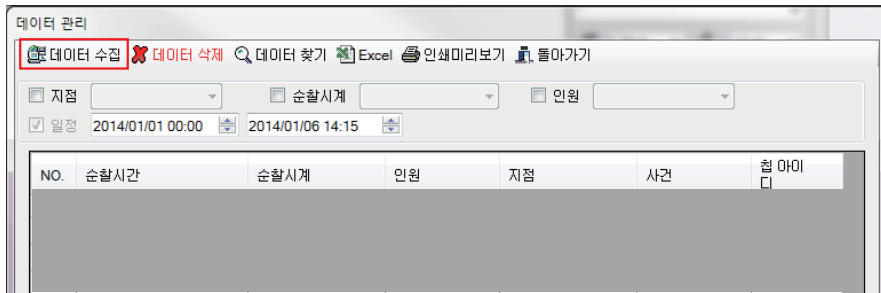 데이터 관리
데이터 수집 데이터 삭제 데이터 찾기 Excel 인쇄미리보기 돌아가기
지점 순찰시계 인원
일정 2014/01/01 00:00 2014/01/06 14:15
NO. 순찰시간 순찰시계 인원 지점 사건 칩 아이
디